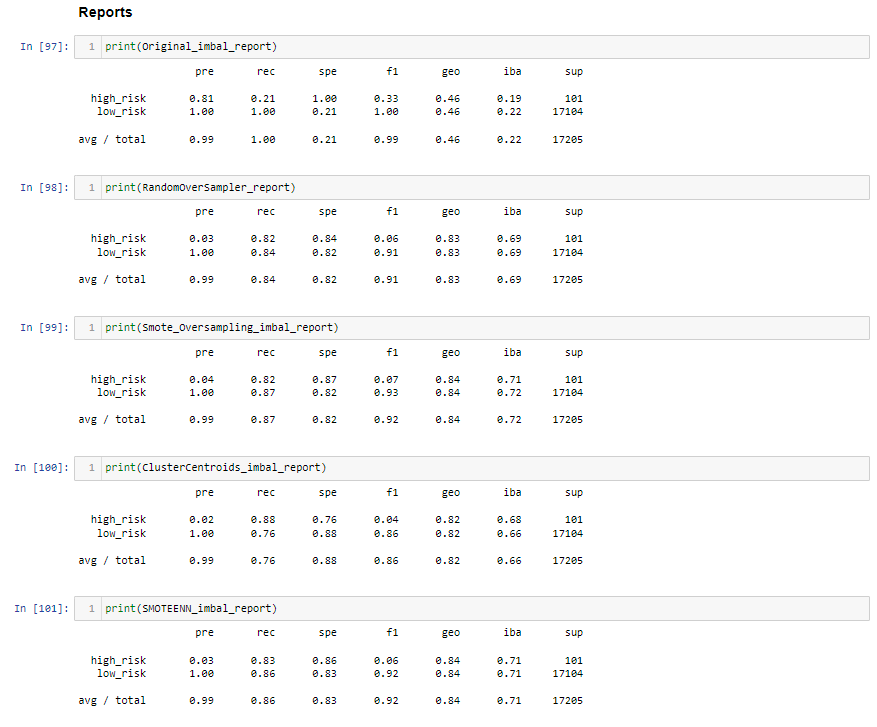 Reports
In [97]: 1 print(Original_imbal_report)
pre rec spe f1 geo iba sup
high_risk 0.81 0.21 1.00 0.33 0.46 0.19 101
low_risk 1.00 1.00 0.21 1.00 0.46 0.22 17104
avg / total 0.99 1.00 0.21 0.99 0.46 0.22 17205
In [98]: 1 print(RandomOverSampler_report)
pre rec spe f1 geo iba sup
high_risk 0.03 0.82 0.84 0.06 0.83 0.69 101
low_risk 1.00 0.84 0.82 0.91 0.83 0.69 17104
avg / total 0.99 0.84 0.82 0.91 0.83 0.69 17205
In [99]: 1 print(Smote_Oversampling_imbal_report)
pre rec spe f1 geo iba sup
high_risk 0.04 0.82 0.87 0.07 0.84 0.71 101
low_risk 1.00 0.87 0.82 0.93 0.84 0.72 17104
avg / total 0.99 0.87 0.82 0.92 0.84 0.72 17205
In [100]: 1 print(ClusterCentroids_imbal_report)
pre rec spe f1 geo iba sup
high_risk 0.02 0.88 0.76 0.04 0.82 0.68 101
low_risk 1.00 0.76 0.88 0.86 0.82 0.66 17104
avg / total 0.99 0.76 0.88 0.86 0.82 0.66 17205
In [101]: 1 print(SMOTEENN_imbal_report)
pre rec spe f1 geo iba sup
high_risk 0.03 0.83 0.86 0.06 0.84 0.71 101
low_risk 1.00 0.86 0.83 0.92 0.84 0.71 17104
avg / total 0.99 0.86 0.83 0.92 0.84 0.71 17205